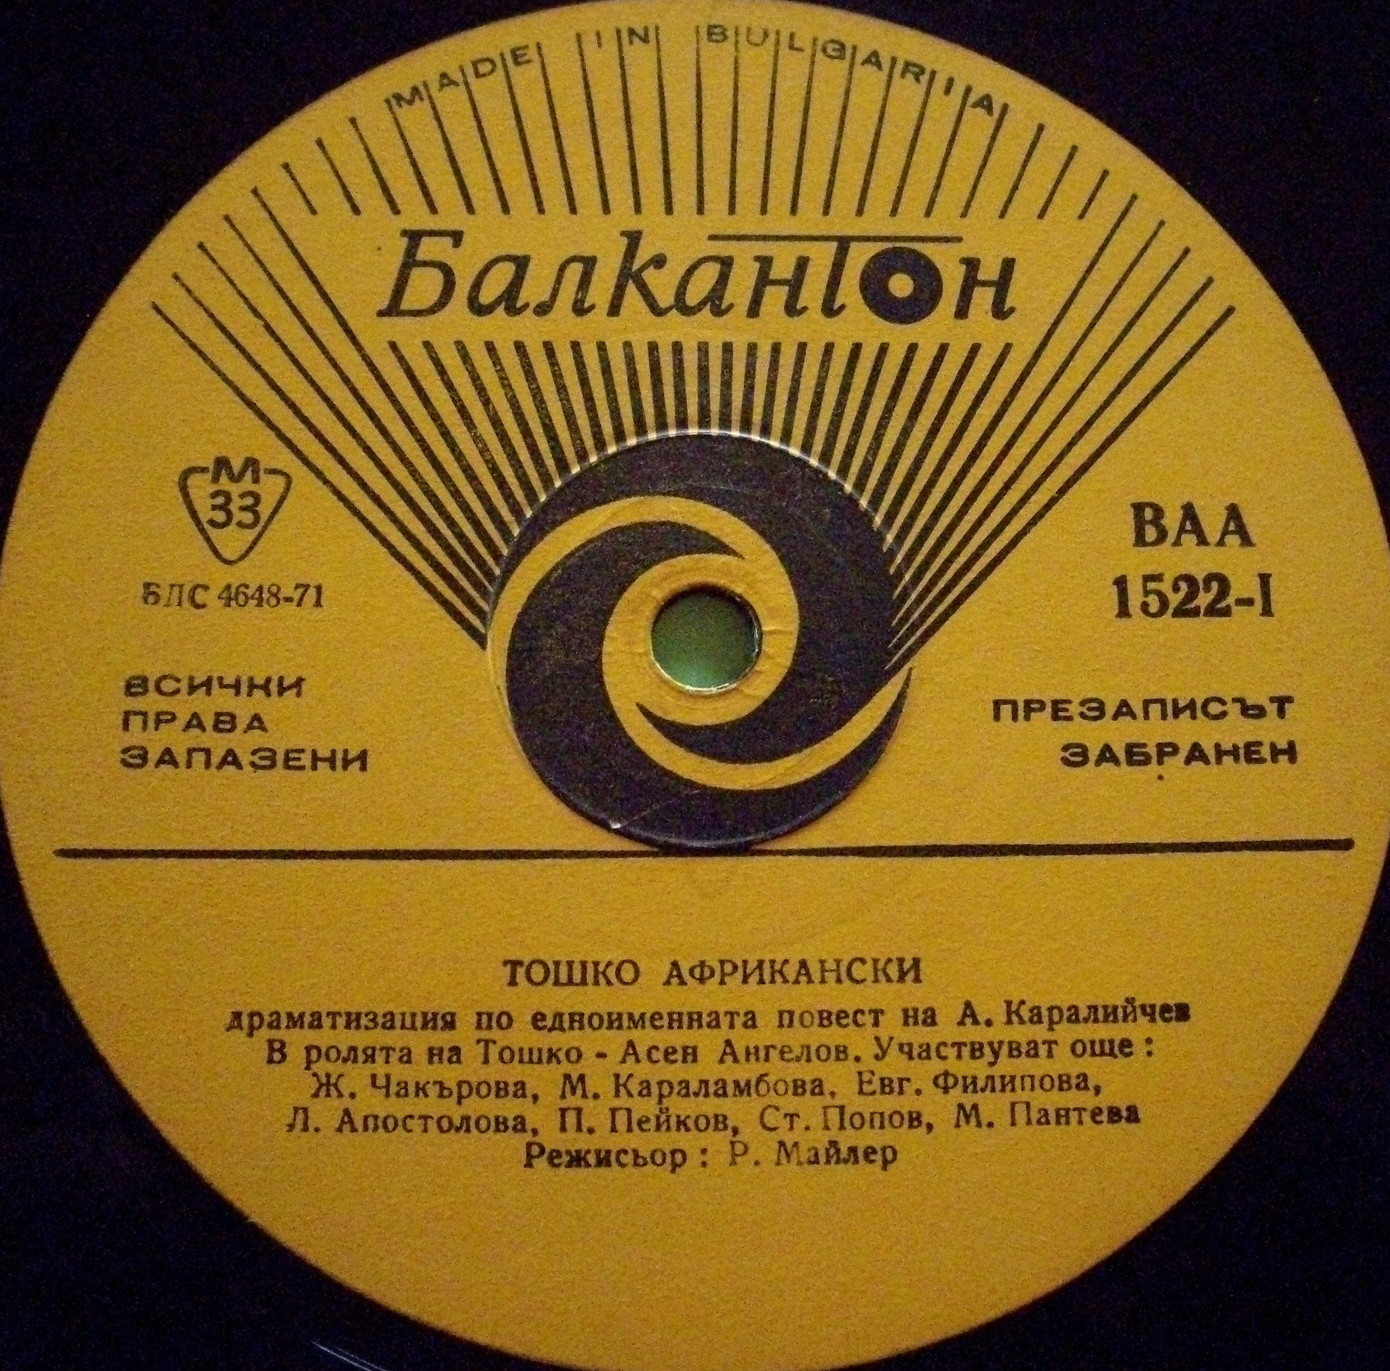 MADE IN BULGARIA
Балкантон
М
33
БДС 4648-71
ВАА
1522-I
ВСИЧКИ
ПРАВА
ЗАПАЗЕНИ
ПРЕЗАПИСЪТ
ЗАБРАНЕН
ТОШКО АФРИКАНСКИ
драматизация по едноименната повест на А. Каралийчев
В ролята на Тошко - Асен Ангелов. Участвуват още :
Ж. Чакърова, М. Караламбова, Евг. Филипова,
Л. Апостолова, П. Пейков, Ст. Попов, М. Пантева
Режисьор : Р. Майлер